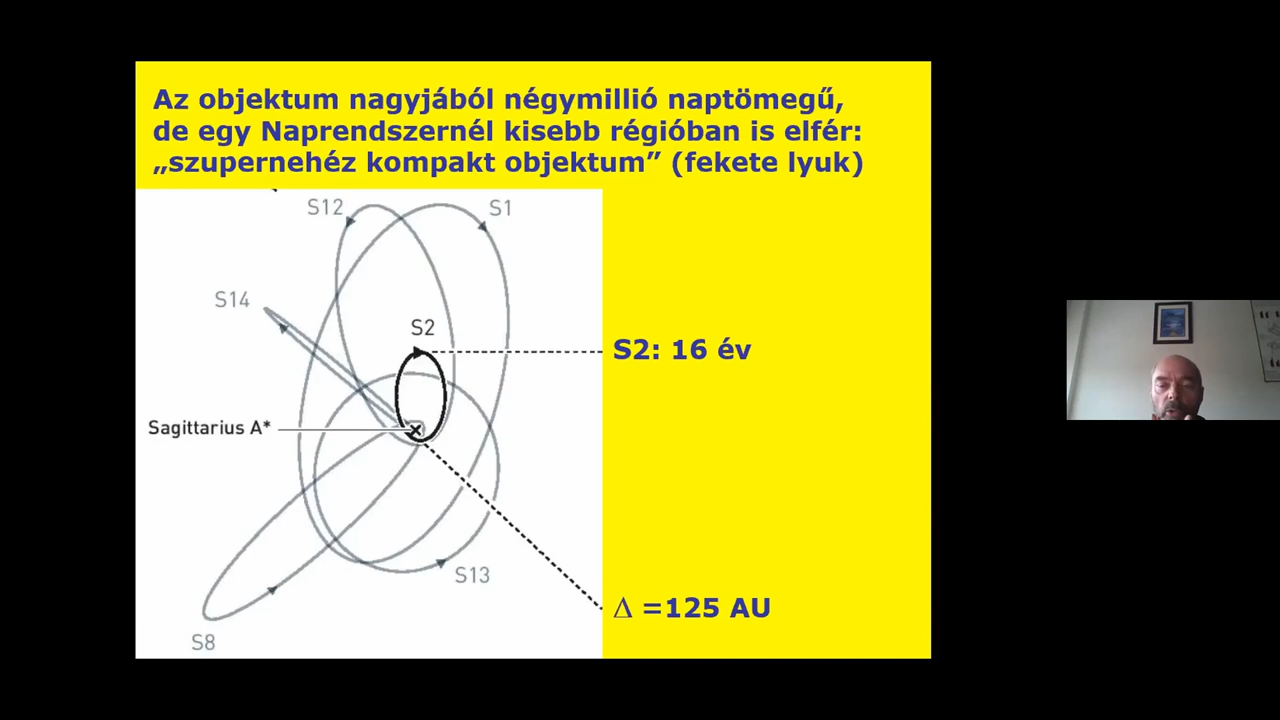 Az objektum nagyjából négymillió naptömegű,
de egy Naprendszernél kisebb régióban is elfér:
„szupernehéz kompakt objektum” (fekete lyuk)
S12
S1
S14
S2
S2: 16 év
Sagittarius A*
S13
Δ =125 AU
S8